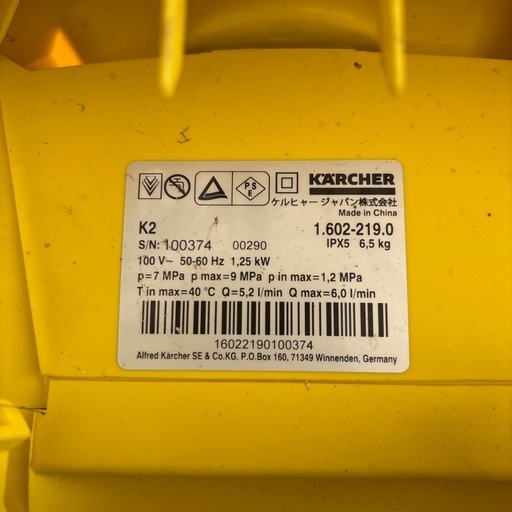 PS
E
KÄRCHER
ケルヒャー ジャパン株式会社
Made in China
K2 1.602-219.0
S/N: 100374 00290 IPX5 6,5 kg
100 V~ 50-60 Hz 1,25 kW
p=7 MPa p max=9 MPa p in max=1,2 MPa
T in max=40 °C Q=5,2 l/min Q max=6,0 l/min
16022190100374
Alfred Kärcher SE & Co.KG, P.O.Box 160, 71349 Winnenden, Germany